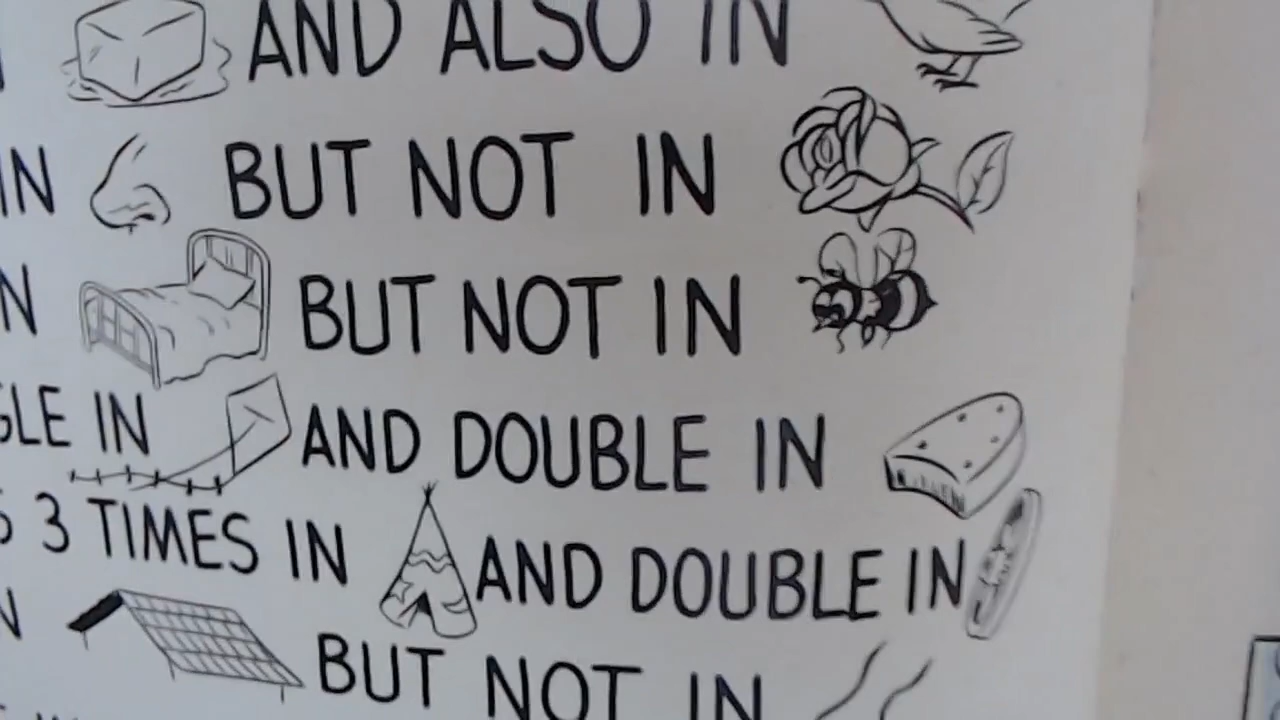 AND ALSO IN
IN BUT NOT IN
N BUT NOT IN
GLE IN AND DOUBLE IN
3 TIMES IN AND DOUBLE IN
N BUT NOT IN